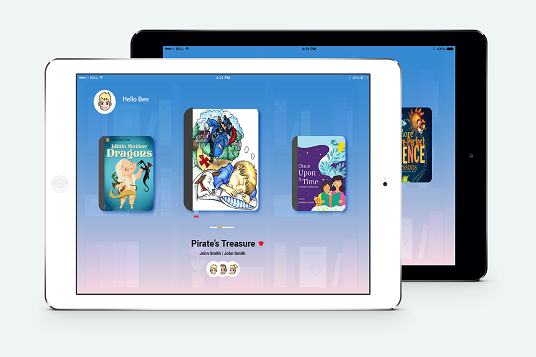 BELL
4:21 PM
Hello Ben
Little Mother
Dragons
Once
Upon
a
Time
Pirate's Treasure
John Smith | John Smith
BELL
4:21 PM
100%